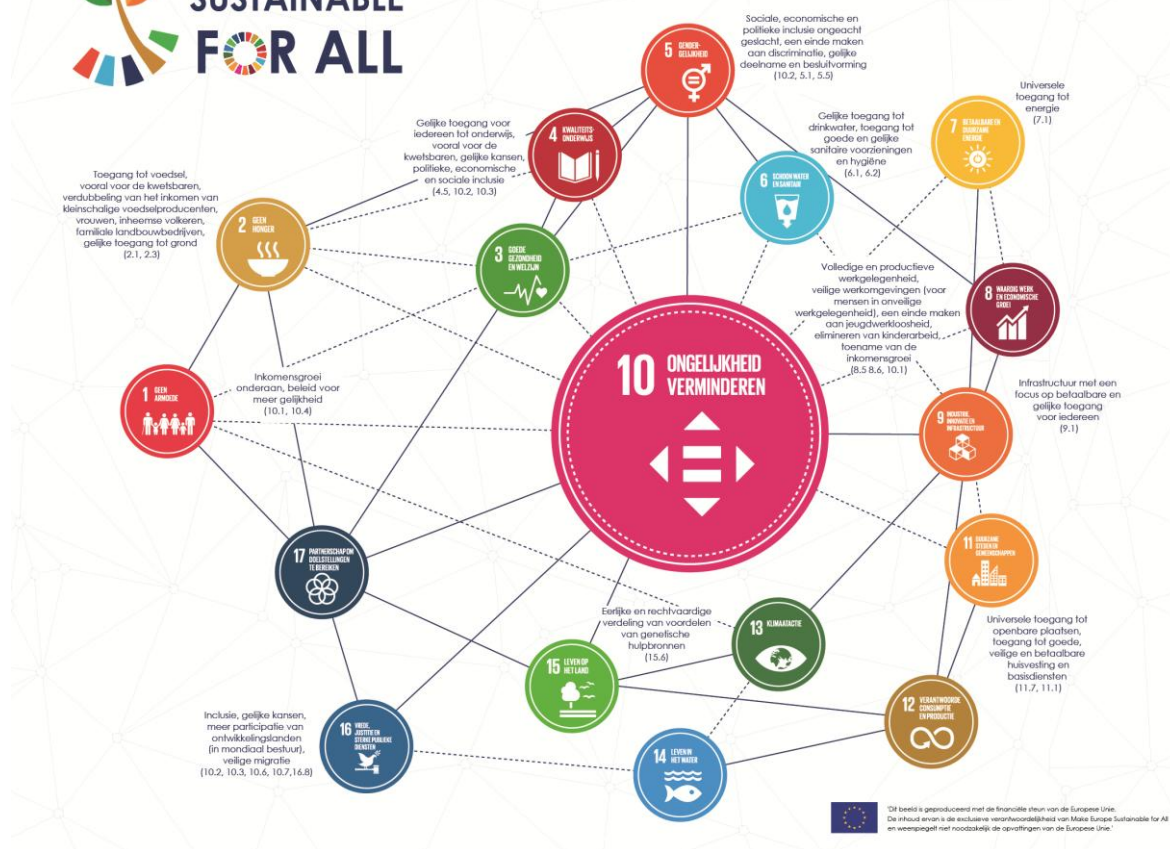 SUSTAINABLE
FOR ALL
5 GENDER-
GELIJKHEID
Sociale, economische en
politieke inclusie ongeacht
geslacht, een einde maken
aan discriminatie, gelijke
deelname en besluitvorming
(10.2, 5.1, 5.5)
Universele
toegang tot
energie
(7.1)
7 BETAALBARE EN
DUURZAME
ENERGIE
Gelijke toegang voor
iedereen tot onderwijs,
vooral voor de
kwetsbaren, gelijke kansen,
politieke, economische
en sociale inclusie
(4.5, 10.2, 10.3)
4 KWALITEITS-
ONDERWIJS
Gelijke toegang tot
drinkwater, toegang tot
goede en gelijke
sanitaire voorzieningen
en hygiëne
(6.1, 6.2)
6 SCHOON WATER
EN SANITAIR
Toegang tot voedsel,
vooral voor de kwetsbaren,
verdubbeling van het inkomen van
kleinschalige voedselproducenten,
vrouwen, inheemse volkeren,
familiale landbouwbedrijven,
gelijke toegang tot grond
(2.1, 2.3)
2 GEEN
HONGER
3 GOEDE
GEZONDHEID
EN WELZIJN
Volledige en productieve
werkgelegenheid,
veilige werkomgevingen (voor
mensen in onveilige
werkgelegenheid), een einde maken
aan jeugdwerkloosheid,
elimineren van kinderarbeid,
toename van de
inkomensgroei
(8.5 8.6, 10.1)
8 WAARDIG WERK
EN ECONOMISCHE
GROEI
10 ONGELIJKHEID
VERMINDEREN
1 GEEN
ARMOEDE
Inkomensgroei
onderaan, beleid voor
meer gelijkheid
(10.1, 10.4)
9 INDUSTRIE,
INNOVATIE EN
INFRASTRUCTUUR
Infrastructuur met een
focus op betaalbare en
gelijke toegang
voor iedereen
(9.1)
17 PARTNERSCHAP OM
DOELSTELLINGEN
TE BEREIKEN
11 DUURZAME
STEDEN EN
GEMEENSCHAPPEN
Universele toegang tot
openbare plaatsen,
toegang tot goede,
veilige en betaalbare
huisvesting en
basisdiensten
(11.7, 11.1)
Eerlijke en rechtvaardige
verdeling van voordelen
van genetische
hulpbronnen
(15.6)
13 KLIMAATACTIE
15 LEVEN OP
HET LAND
12 VERANTWOORDE
CONSUMPTIE
EN PRODUCTIE
Inclusie, gelijke kansen,
meer participatie van
ontwikkelingslanden
(in mondiaal bestuur),
veilige migratie
(10.2, 10.3, 10.6, 10.7,16.8)
16 VREDE,
JUSTITIE EN
STERKE PUBLIEKE
DIENSTEN
14 LEVEN IN
HET WATER
'Dit beeld is geproduceerd met de financiële steun van de Europese Unie.
De inhoud ervan is de exclusieve verantwoordelijkheid van Make Europe Sustainable for All
en weerspiegelt niet noodzakelijk de opvattingen van de Europese Unie.'